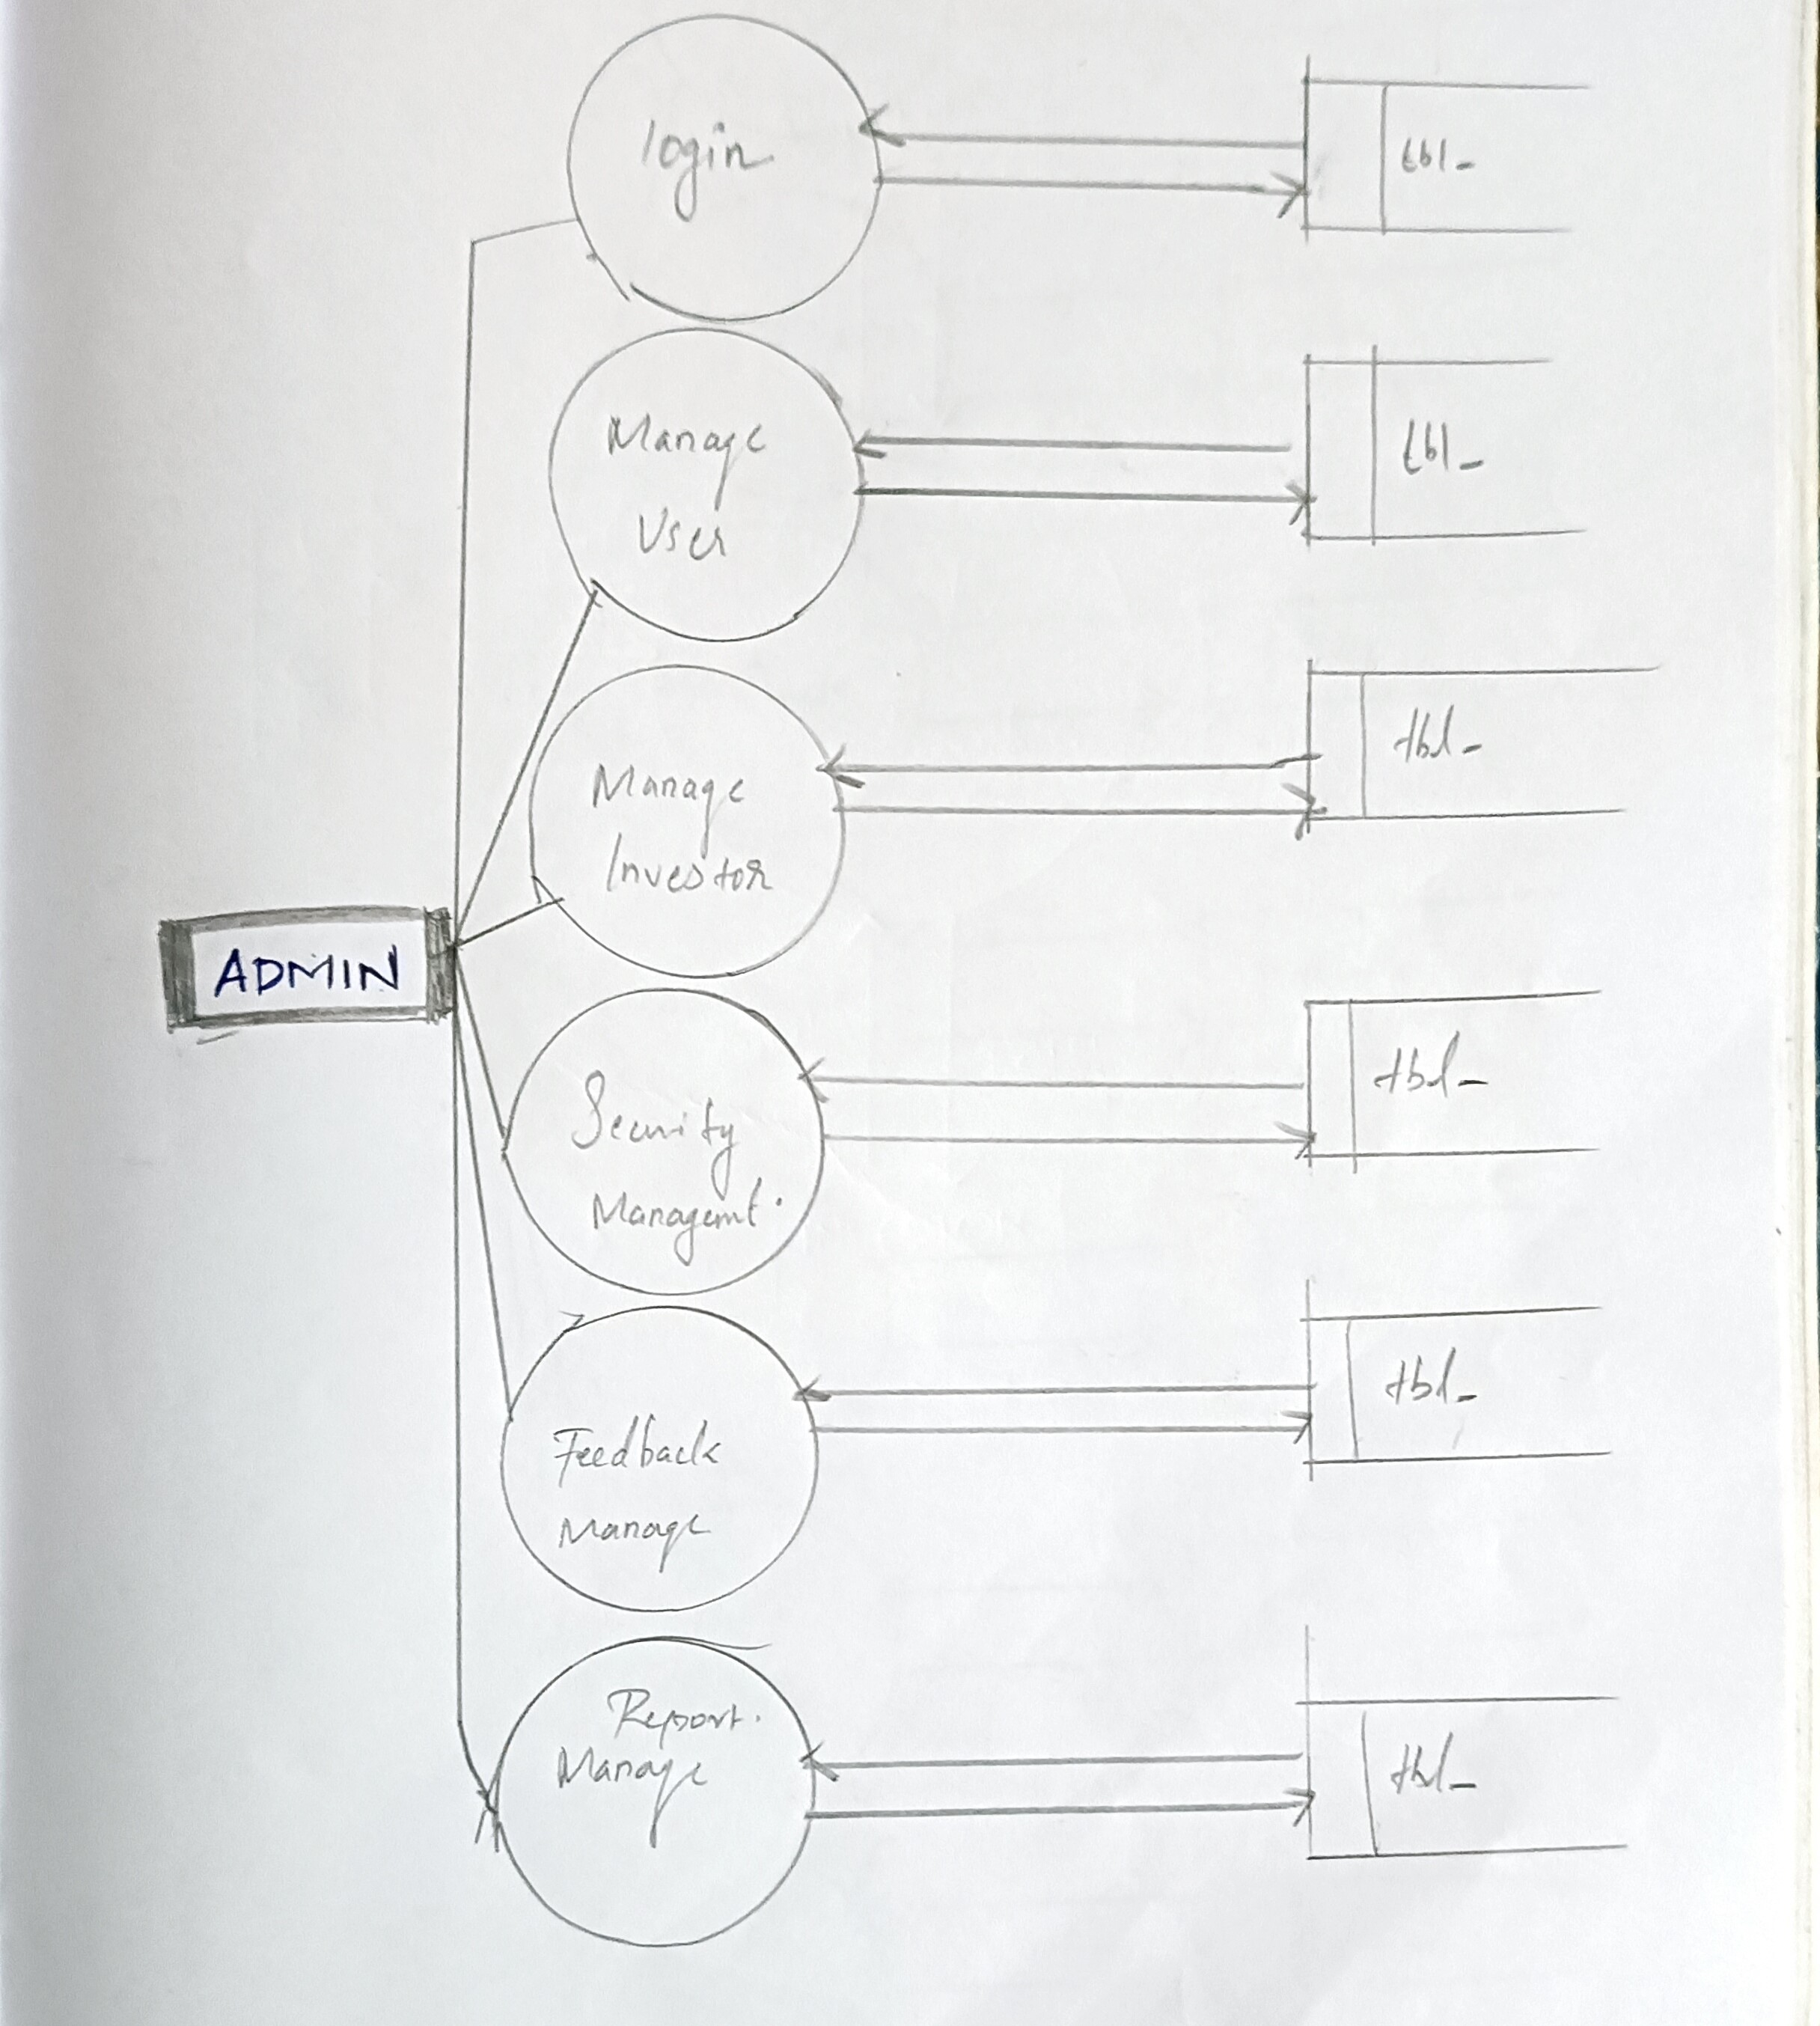 login
tbl_
Manage
User
tbl_
Manage
Investor
tbl_
ADMIN
Security
Managemt.
tbl_
Feedback
Manage
tbl_
Report.
Manage
tbl_